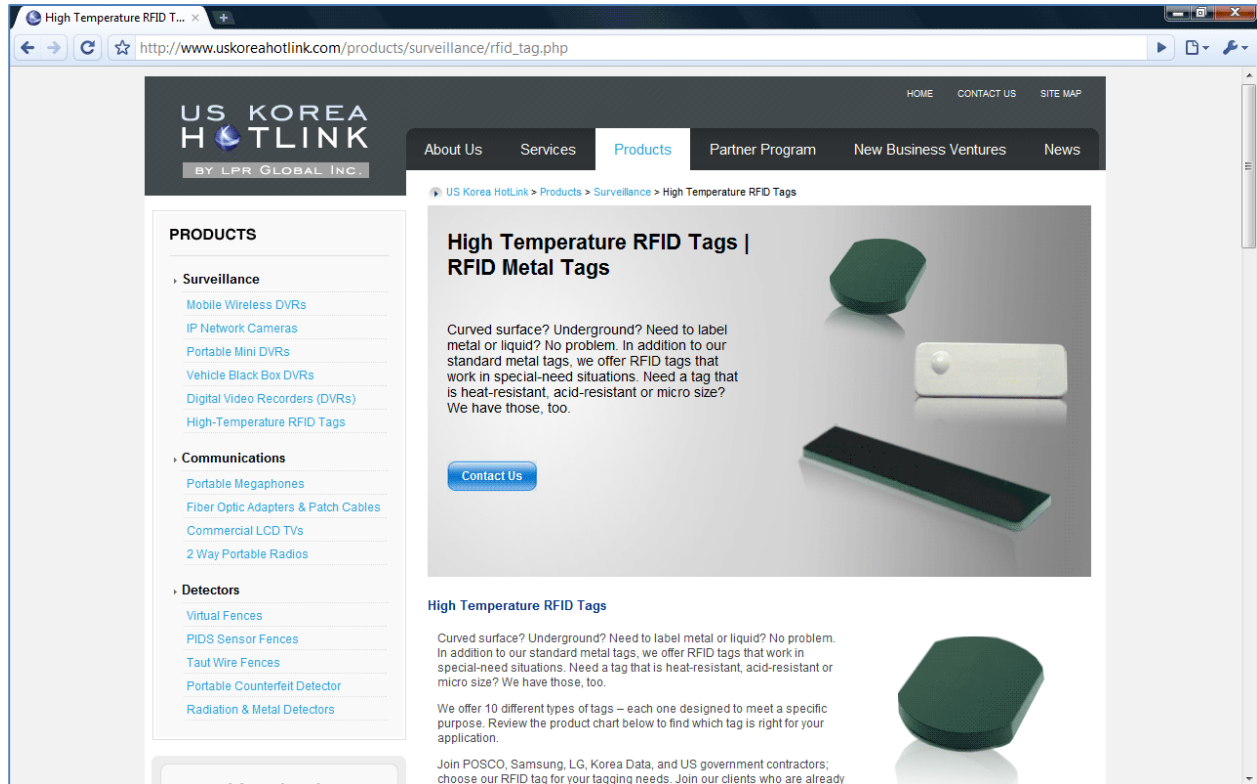 High Temperature RFID T...
http://www.uskoreahotlink.com/products/surveillance/rfid_tag.php
HOME CONTACT US SITE MAP
US KOREA
HOTLINK
BY LPR GLOBAL INC.
About Us Services Products Partner Program New Business Ventures News
US Korea HotLink > Products > Surveillance > High Temperature RFID Tags
PRODUCTS
Surveillance
Mobile Wireless DVRs
IP Network Cameras
Portable Mini DVRs
Vehicle Black Box DVRs
Digital Video Recorders (DVRs)
High-Temperature RFID Tags
Communications
Portable Megaphones
Fiber Optic Adapters & Patch Cables
Commercial LCD TVs
2 Way Portable Radios
Detectors
Virtual Fences
PIDS Sensor Fences
Taut Wire Fences
Portable Counterfeit Detector
Radiation & Metal Detectors
High Temperature RFID Tags |
RFID Metal Tags
Curved surface? Underground? Need to label
metal or liquid? No problem. In addition to our
standard metal tags, we offer RFID tags that
work in special-need situations. Need a tag that
is heat-resistant, acid-resistant or micro size?
We have those, too.
Contact Us
High Temperature RFID Tags
Curved surface? Underground? Need to label metal or liquid? No problem.
In addition to our standard metal tags, we offer RFID tags that work in
special-need situations. Need a tag that is heat-resistant, acid-resistant or
micro size? We have those, too.
We offer 10 different types of tags – each one designed to meet a specific
purpose. Review the product chart below to find which tag is right for your
application.
Join POSCO, Samsung, LG, Korea Data, and US government contractors;
choose our RFID tag for your tagging needs. Join our clients who are already